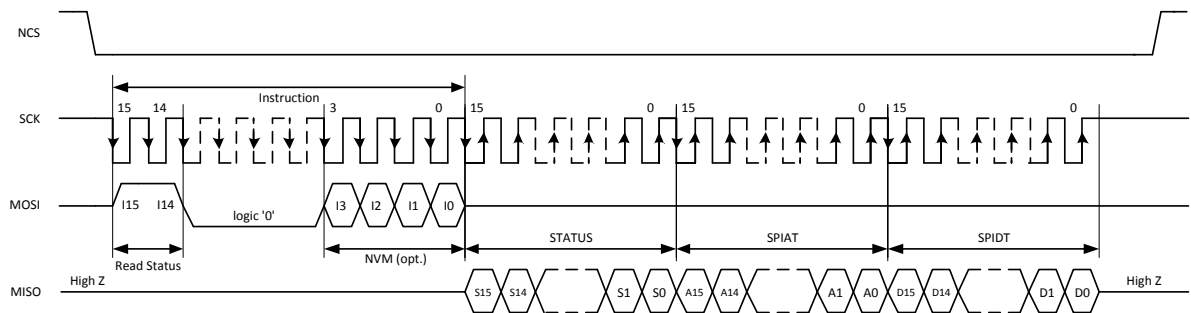 NCS
Instruction
SCK
15 14 3 0 15 0 15 0 15 0
MOSI
I15 I14 logic '0' I3 I2 I1 I0
Read Status NVM (opt.) STATUS SPIAT SPIDT
MISO
High Z S15 S14 S1 S0 A15 A14 A1 A0 D15 D14 D1 D0 High Z